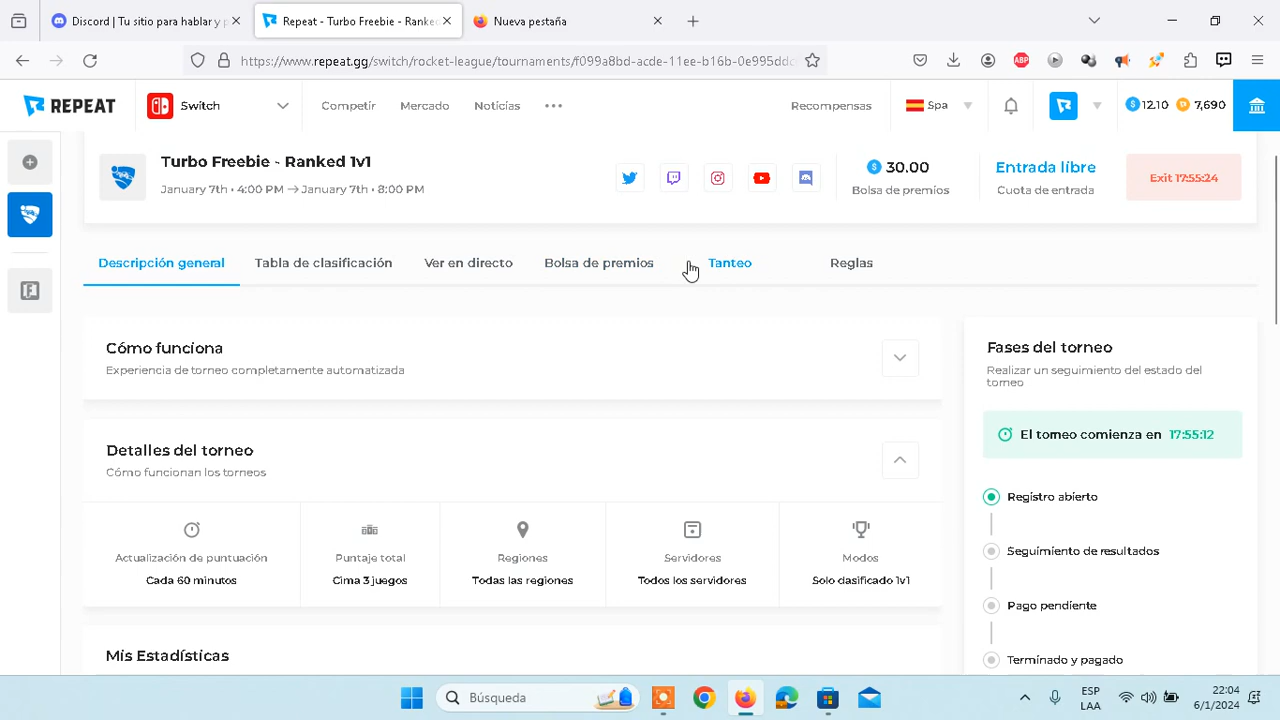 Discord | Tu sitio para hablar y p
Repeat - Turbo Freebie - Ranked
Nueva pestaña
https://www.repeat.gg/switch/rocket-league/tournaments/f099a8bd-acde-11ee-b16b-0e995ddc
ABP
REPEAT
Switch
Competir
Mercado
Noticias
Recompensas
Spa
12.10
7,690
Turbo Freebie - Ranked 1v1
January 7th • 4:00 PM → January 7th • 8:00 PM
30.00
Bolsa de premios
Entrada libre
Cuota de entrada
Exit 17:55:24
Descripción general
Tabla de clasificación
Ver en directo
Bolsa de premios
Tanteo
Reglas
Cómo funciona
Experiencia de torneo completamente automatizada
Detalles del torneo
Cómo funcionan los torneos
Actualización de puntuación
Cada 60 minutos
Puntaje total
Cima 3 juegos
Regiones
Todas las regiones
Servidores
Todos los servidores
Modos
Solo clasificado 1v1
Mis Estadísticas
Fases del torneo
Realizar un seguimiento del estado del
torneo
El torneo comienza en 17:55:12
Registro abierto
Seguimiento de resultados
Pago pendiente
Terminado y pagado
Búsqueda
ESP
LAA
22:04
6/1/2024